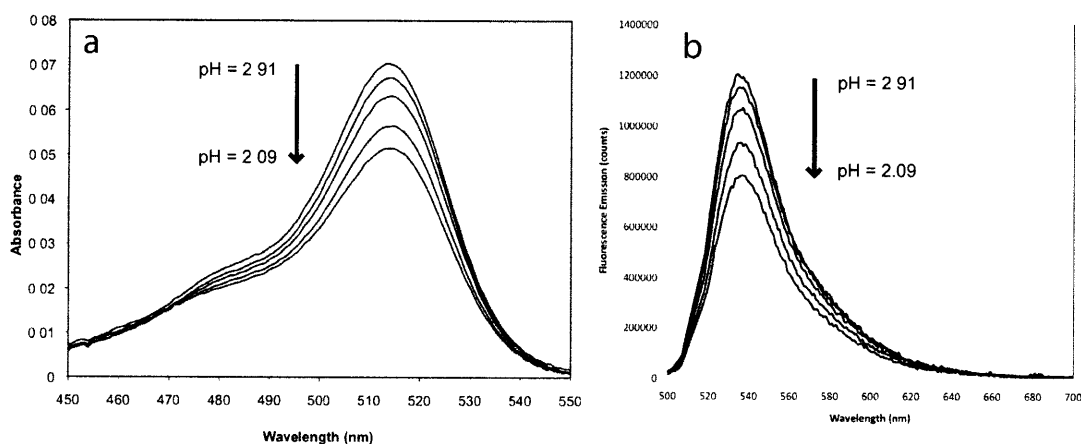 a
0 08
0 07
0 06
0 05
0 04
0 03
0 02
0 01
0
pH = 2 91
pH = 2 09
Absorbance
450 460 470 480 490 500 510 520 530 540 550
Wavelength (nm)
b
1400000
1200000
1000000
800000
600000
400000
200000
0
pH = 2 91
pH = 2.09
Fluorescence Emission (counts)
500 520 540 560 580 600 620 640 660 680 700
Wavelength (nm)